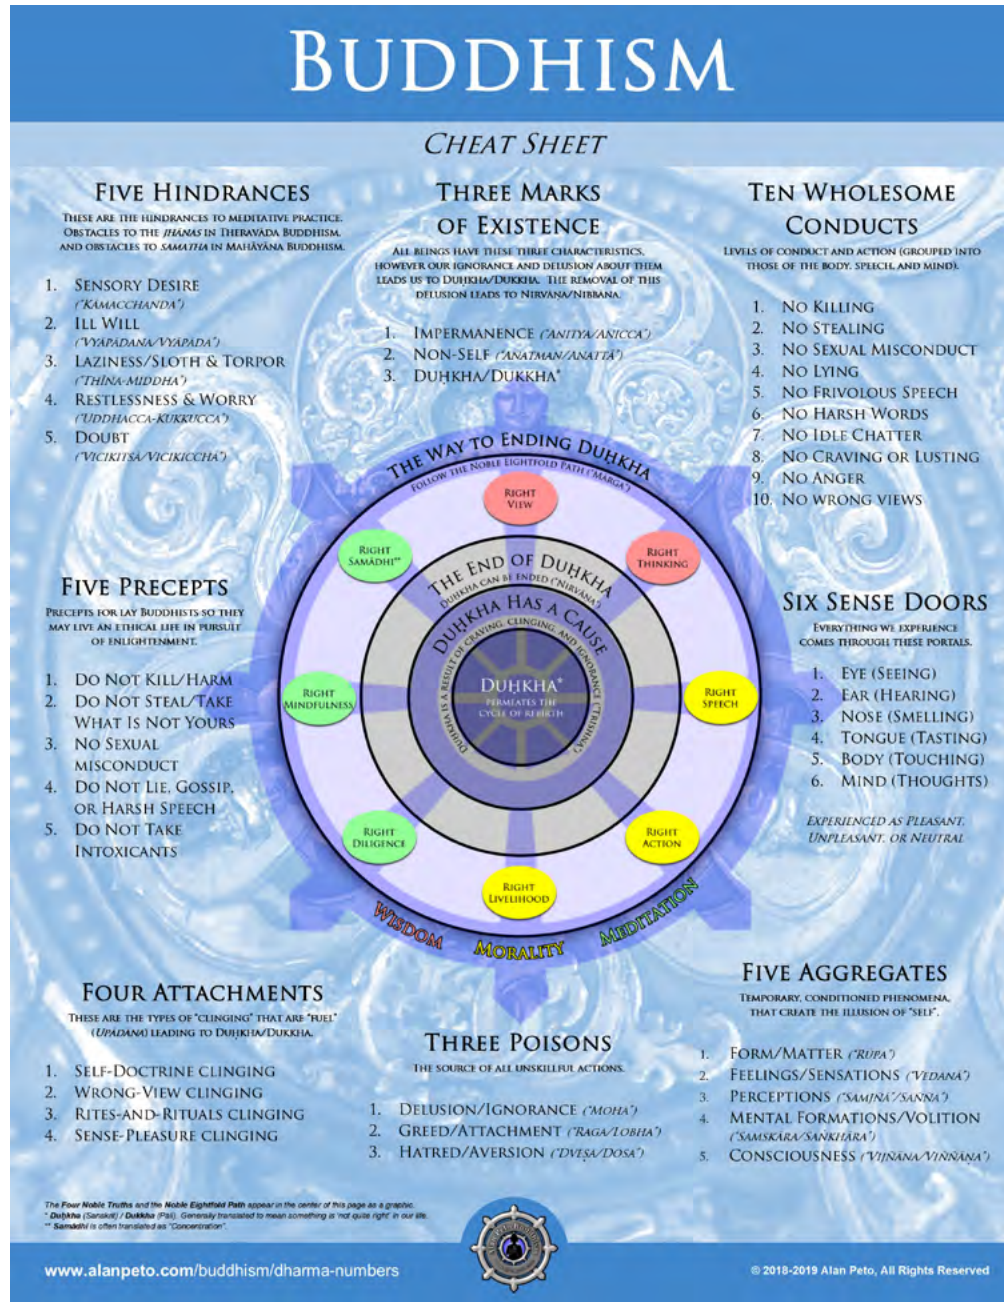 BUDDHISM
CHEAT SHEET
FIVE HINDRANCES
THESE ARE THE HINDRANCES TO MEDITATIVE PRACTICE.
OBSTACLES TO THE JHANAS IN THERAVĀDA BUDDHISM,
AND OBSTACLES TO SAMATHA IN MAHĀYĀNA BUDDHISM.
1. SENSORY DESIRE
("KAMACCHANDA")
2. ILL WILL
("VYĀPĀDANA/VYĀPĀDA")
3. LAZINESS/SLOTH & TORPOR
("THĪNA-MIDDHA")
4. RESTLESSNESS & WORRY
("UDDHACCA-KUKKUCCA")
5. DOUBT
("VICIKITSA/VICIKICCHĀ")
THREE MARKS
OF EXISTENCE
ALL BEINGS HAVE THESE THREE CHARACTERISTICS,
HOWEVER OUR IGNORANCE AND DELUSION ABOUT THEM
LEADS US TO DUḤKHA/DUKKHA. THE REMOVAL OF THIS
DELUSION LEADS TO NIRVANA/NIBBANA.
1. IMPERMANENCE ("ANITYA/ANICCA")
2. NON-SELF ("ANATMAN/ANATTĀ")
3. DUḤKHA/DUKKHA*
TEN WHOLESOME
CONDUCTS
LEVELS OF CONDUCT AND ACTION (GROUPED INTO
THOSE OF THE BODY, SPEECH, AND MIND).
1. NO KILLING
2. NO STEALING
3. NO SEXUAL MISCONDUCT
4. NO LYING
5. NO FRIVOLOUS SPEECH
6. NO HARSH WORDS
7. NO IDLE CHATTER
8. NO CRAVING OR LUSTING
9. NO ANGER
10. NO WRONG VIEWS
THE WAY TO ENDING DUḤKHA
FOLLOW THE NOBLE EIGHTFOLD PATH ("MARGA")
RIGHT
VIEW
RIGHT
THINKING
RIGHT
SPEECH
RIGHT
ACTION
RIGHT
LIVELIHOOD
RIGHT
DILIGENCE
RIGHT
MINDFULNESS
RIGHT
SAMĀDHI**
THE END OF DUḤKHA
DUḤKHA CAN BE ENDED ("NIRVĀNA")
DUḤKHA HAS A CAUSE
DUḤKHA IS A RESULT OF CRAVING, CLINGING, AND IGNORANCE ("TRISHNA")
DUḤKHA*
PERMEATES THE
CYCLE OF REBIRTH
WISDOM
MORALITY
MEDITATION
FIVE PRECEPTS
PRECEPTS FOR LAY BUDDHISTS SO THEY
MAY LIVE AN ETHICAL LIFE IN PURSUIT
OF ENLIGHTENMENT.
1. DO NOT KILL/HARM
2. DO NOT STEAL/TAKE
WHAT IS NOT YOURS
3. NO SEXUAL
MISCONDUCT
4. DO NOT LIE, GOSSIP,
OR HARSH SPEECH
5. DO NOT TAKE
INTOXICANTS
SIX SENSE DOORS
EVERYTHING WE EXPERIENCE
COMES THROUGH THESE PORTALS.
1. EYE (SEEING)
2. EAR (HEARING)
3. NOSE (SMELLING)
4. TONGUE (TASTING)
5. BODY (TOUCHING)
6. MIND (THOUGHTS)
EXPERIENCED AS PLEASANT,
UNPLEASANT, OR NEUTRAL
FOUR ATTACHMENTS
THESE ARE THE TYPES OF "CLINGING" THAT ARE "FUEL"
(UPĀDĀNA) LEADING TO DUḤKHA/DUKKHA.
1. SELF-DOCTRINE CLINGING
2. WRONG-VIEW CLINGING
3. RITES-AND-RITUALS CLINGING
4. SENSE-PLEASURE CLINGING
THREE POISONS
THE SOURCE OF ALL UNSKILLFUL ACTIONS.
1. DELUSION/IGNORANCE ("MOHA")
2. GREED/ATTACHMENT ("RAGA/LOBHA")
3. HATRED/AVERSION ("DVEṢA/DOSA")
FIVE AGGREGATES
TEMPORARY, CONDITIONED PHENOMENA,
THAT CREATE THE ILLUSION OF "SELF".
1. FORM/MATTER ("RŪPA")
2. FEELINGS/SENSATIONS ("VEDANĀ")
3. PERCEPTIONS ("SAMJNĀ"/SAÑÑĀ")
4. MENTAL FORMATIONS/VOLITION
("SAMSKĀRA/SAṄKHĀRA")
5. CONSCIOUSNESS ("VIJÑĀNA/VIÑÑĀṆA")
The Four Noble Truths and the Noble Eightfold Path appear in the center of this page as a graphic.
* Duḥkha (Sanskrit) / Dukkha (Pali). Generally translated to mean something is 'not quite right' in our life.
** Samādhi is often translated as "Concentration".
www.alanpeto.com/buddhism/dharma-numbers
© 2018-2019 Alan Peto, All Rights Reserved